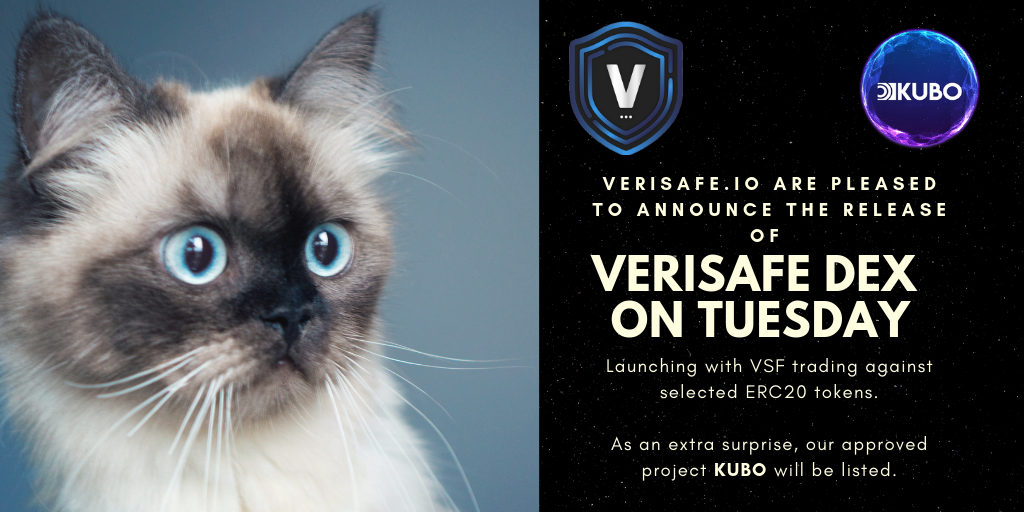 V
KUBO
VERISAFE.IO ARE PLEASED
TO ANNOUNCE THE RELEASE
OF
VERISAFE DEX
ON TUESDAY
Launching with VSF trading against
selected ERC20 tokens.
As an extra surprise, our approved
project KUBO will be listed.